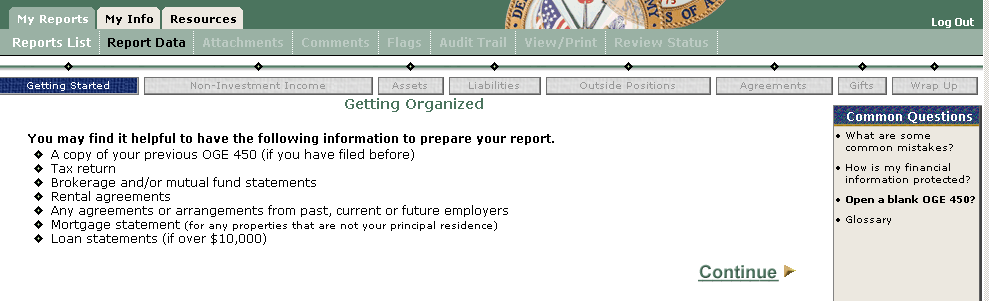 My Reports My Info Resources
Log Out
Reports List Report Data Attachments Comments Flags Audit Trail View/Print Review Status
Getting Started Non-Investment Income Assets Liabilities Outside Positions Agreements Gifts Wrap Up
Getting Organized
You may find it helpful to have the following information to prepare your report.
A copy of your previous OGE 450 (if you have filed before)
Tax return
Brokerage and/or mutual fund statements
Rental agreements
Any agreements or arrangements from past, current or future employers
Mortgage statement (for any properties that are not your principal residence)
Loan statements (if over $10,000)
Continue
Common Questions
What are some
common mistakes?
How is my financial
information protected?
Open a blank OGE 450?
Glossary